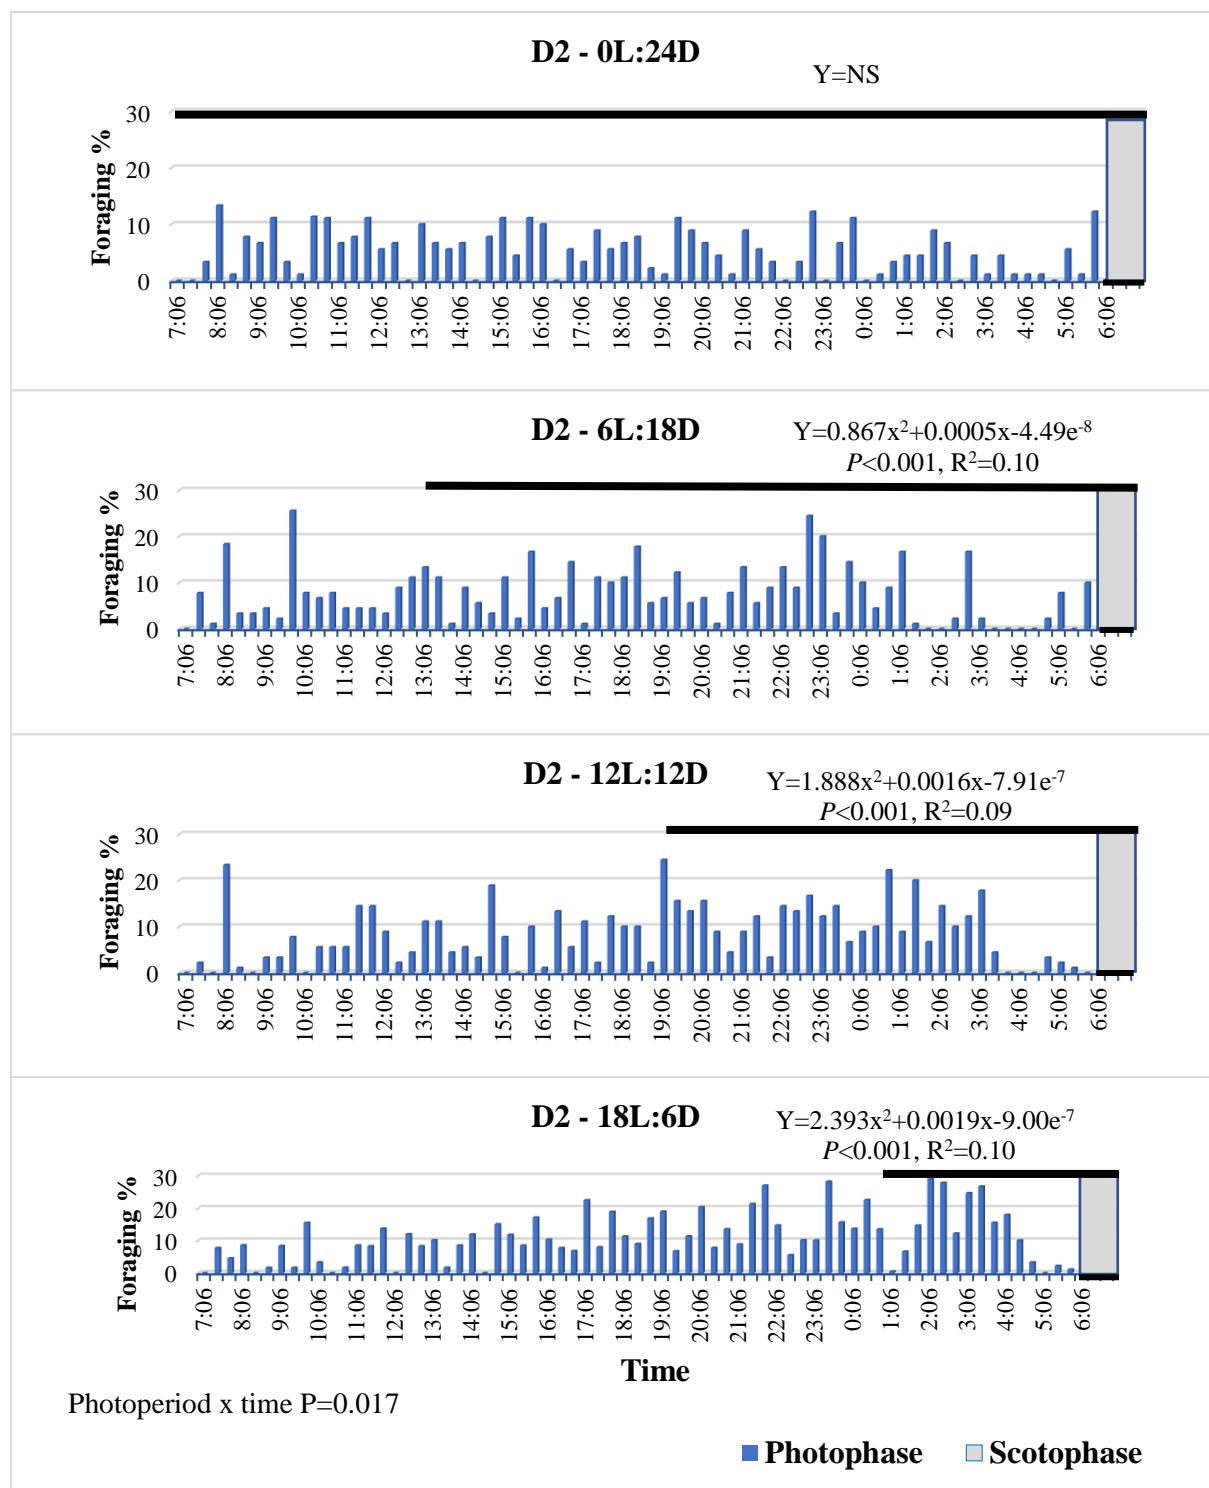 D2 - 0L:24D
Y=NS
Foraging %
30
20
10
0
7:06 8:06 9:06 10:06 11:06 12:06 13:06 14:06 15:06 16:06 17:06 18:06 19:06 20:06 21:06 22:06 23:06 0:06 1:06 2:06 3:06 4:06 5:06 6:06
D2 - 6L:18D
Y=0.867x²+0.0005x-4.49e⁻⁸
P<0.001, R²=0.10
Foraging %
30
20
10
0
7:06 8:06 9:06 10:06 11:06 12:06 13:06 14:06 15:06 16:06 17:06 18:06 19:06 20:06 21:06 22:06 23:06 0:06 1:06 2:06 3:06 4:06 5:06 6:06
D2 - 12L:12D
Y=1.888x²+0.0016x-7.91e⁻⁷
P<0.001, R²=0.09
Foraging %
30
20
10
0
7:06 8:06 9:06 10:06 11:06 12:06 13:06 14:06 15:06 16:06 17:06 18:06 19:06 20:06 21:06 22:06 23:06 0:06 1:06 2:06 3:06 4:06 5:06 6:06
D2 - 18L:6D
Y=2.393x²+0.0019x-9.00e⁻⁷
P<0.001, R²=0.10
Foraging %
30
20
10
0
7:06 8:06 9:06 10:06 11:06 12:06 13:06 14:06 15:06 16:06 17:06 18:06 19:06 20:06 21:06 22:06 23:06 0:06 1:06 2:06 3:06 4:06 5:06 6:06
Time
Photoperiod x time P=0.017
Photophase Scotophase